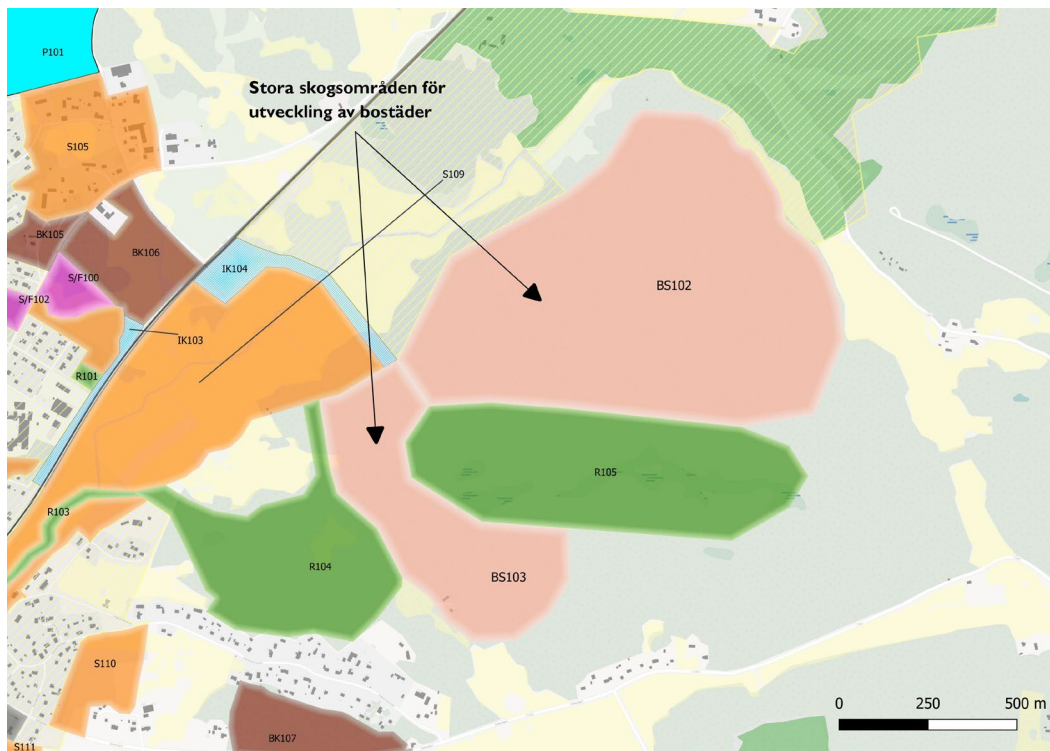 P101
Stora skogsområden för
utveckling av bostäder
S105
S109
BK105
BK106
S/F100
IK104
BS102
S/F102
IK103
R101
R105
R103
R104
BS103
S110
BK107
S111
0 250 500 m